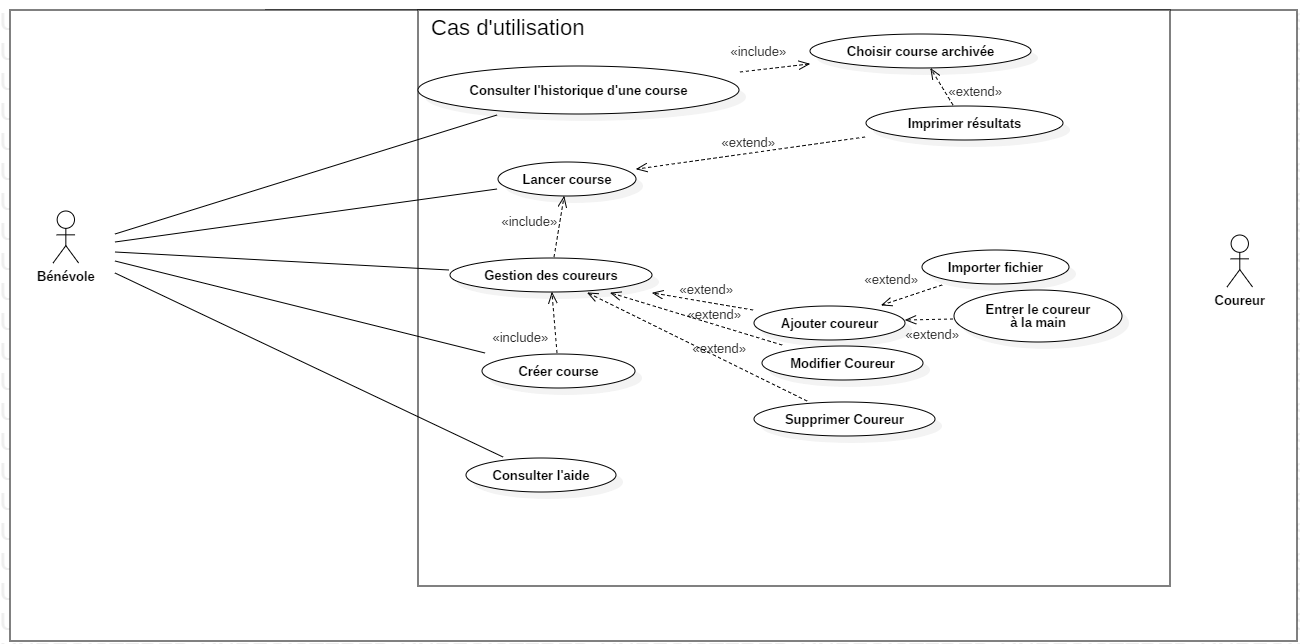 Cas d'utilisation
«include»
Choisir course archivée
Consulter l'historique d'une course
«extend»
Imprimer résultats
«extend»
Lancer course
«include»
Bénévole
Gestion des coureurs
Importer fichier
«extend»
Coureur
«extend»
Entrer le coureur
à la main
«extend»
Ajouter coureur
«extend»
«include»
«extend»
Modifier Coureur
Créer course
Supprimer Coureur
Consulter l'aide